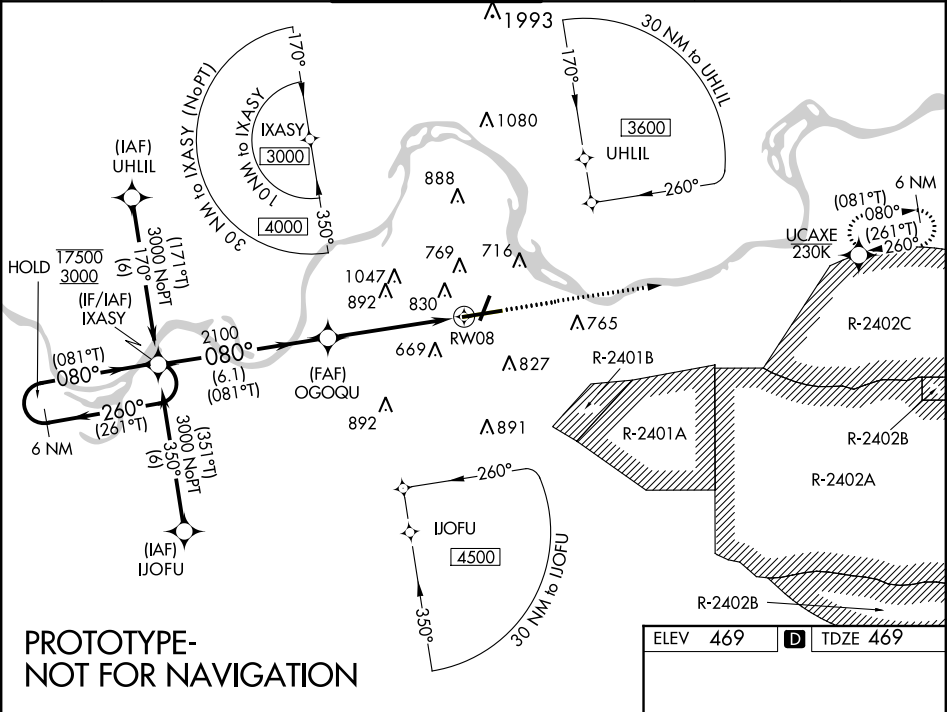 1993
30 NM to IXASY (NoPT)
10NM to IXASY
170°
IXASY
3000
4000
350°
30 NM to UHLIL
170°
3600
UHLIL
260°
1080
888
769
716
1047
892
830
765
669
827
892
891
(IAF)
UHLIL
(171°T)
3000 NoPT
170°
(6)
HOLD
17500
3000
(IF/IAF)
IXASY
(081°T)
080°
260°
(261°T)
6 NM
2100
080°
(6.1)
(081°T)
(FAF)
OGOQU
RW08
(351°T)
3000 NoPT
350°
(6)
(IAF)
IJOFU
6 NM
(081°T)
080°
(261°T)
260°
UCAXE
230K
R-2402C
R-2401B
R-2401A
R-2402B
R-2402A
R-2402B
260°
IJOFU
4500
350°
30 NM to IJOFU
PROTOTYPE-
NOT FOR NAVIGATION
ELEV 469 D TDZE 469